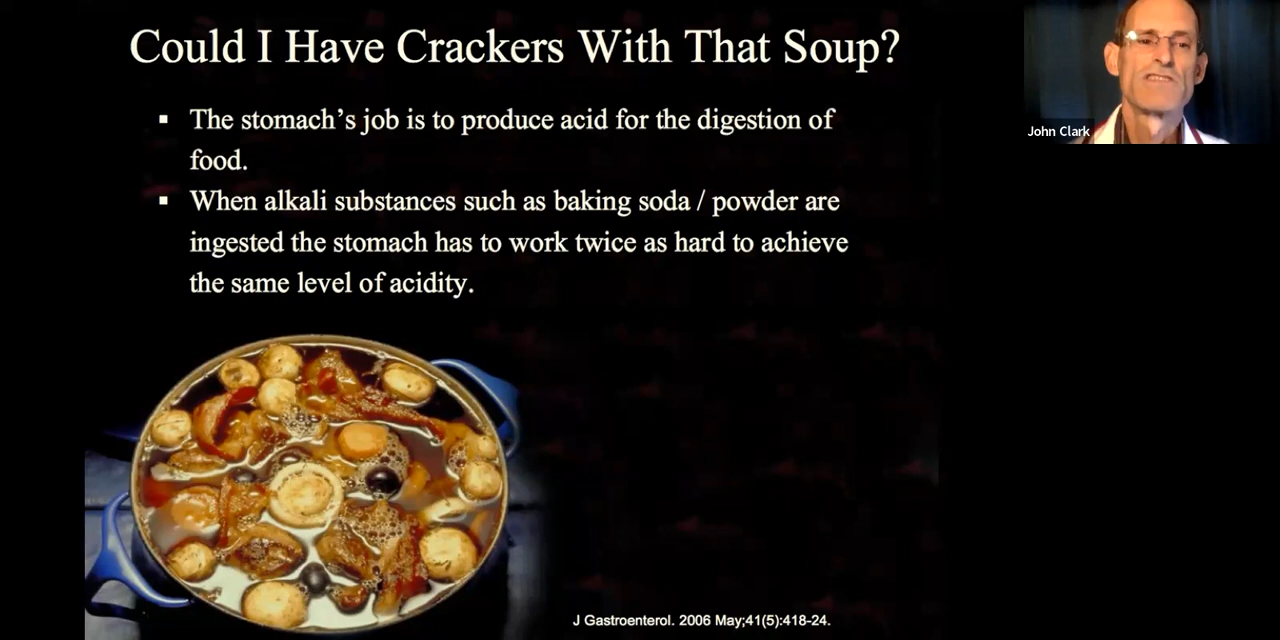 Could I Have Crackers With That Soup?
▪ The stomach’s job is to produce acid for the digestion of
food.
▪ When alkali substances such as baking soda / powder are
ingested the stomach has to work twice as hard to achieve
the same level of acidity.
J Gastroenterol. 2006 May;41(5):418-24.
John Clark